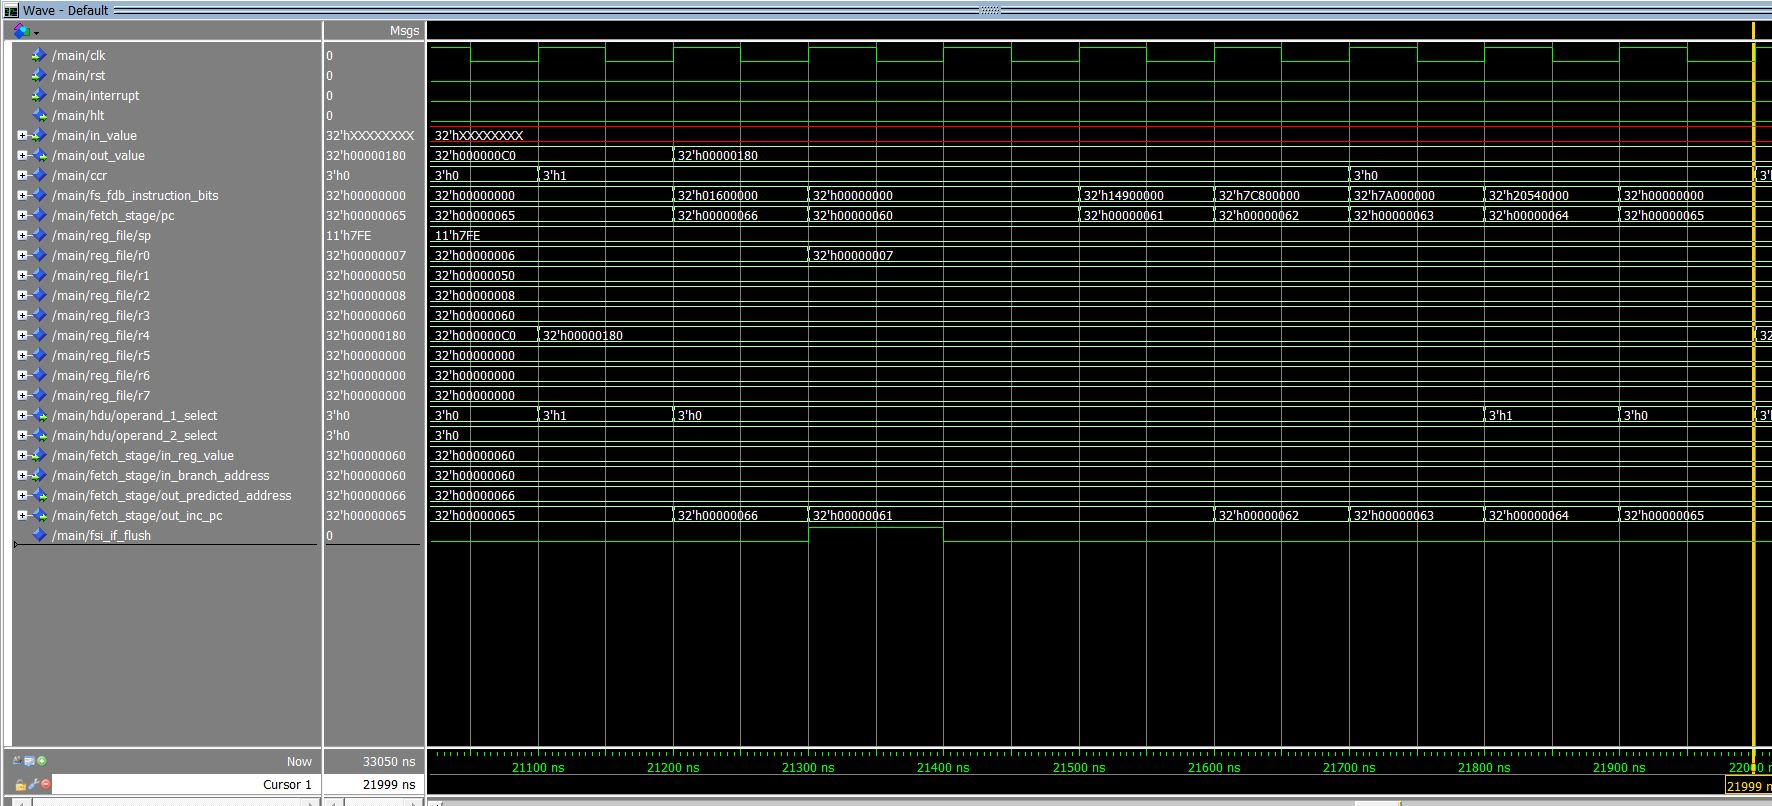 Wave - Default
Msgs
/main/clk 0
/main/rst 0
/main/interrupt 0
/main/hlt 0
/main/in_value 32'hXXXXXXXX 32'hXXXXXXXX
/main/out_value 32'h00000180 32'h000000C0 32'h00000180
/main/ccr 3'h0 3'h0 3'h1 3'h0 3'h
/main/fs_fdb_instruction_bits 32'h00000000 32'h00000000 32'h01600000 32'h00000000 32'h14900000 32'h7C800000 32'h7A000000 32'h20540000 32'h00000000
/main/fetch_stage/pc 32'h00000065 32'h00000065 32'h00000066 32'h00000060 32'h00000061 32'h00000062 32'h00000063 32'h00000064 32'h00000065
/main/reg_file/sp 11'h7FE 11'h7FE
/main/reg_file/r0 32'h00000007 32'h00000006 32'h00000007
/main/reg_file/r1 32'h00000050 32'h00000050
/main/reg_file/r2 32'h00000008 32'h00000008
/main/reg_file/r3 32'h00000060 32'h00000060
/main/reg_file/r4 32'h00000180 32'h000000C0 32'h00000180 32
/main/reg_file/r5 32'h00000000 32'h00000000
/main/reg_file/r6 32'h00000000 32'h00000000
/main/reg_file/r7 32'h00000000 32'h00000000
/main/hdu/operand_1_select 3'h0 3'h0 3'h1 3'h0 3'h1 3'h0 3'h
/main/hdu/operand_2_select 3'h0 3'h0
/main/fetch_stage/in_reg_value 32'h00000060 32'h00000060
/main/fetch_stage/in_branch_address 32'h00000060 32'h00000060
/main/fetch_stage/out_predicted_address 32'h00000066 32'h00000066
/main/fetch_stage/out_inc_pc 32'h00000065 32'h00000065 32'h00000066 32'h00000061 32'h00000062 32'h00000063 32'h00000064 32'h00000065
/main/fsi_if_flush 0
Now 33050 ns 21100 ns 21200 ns 21300 ns 21400 ns 21500 ns 21600 ns 21700 ns 21800 ns 21900 ns 22000 n
Cursor 1 21999 ns 21999 ns